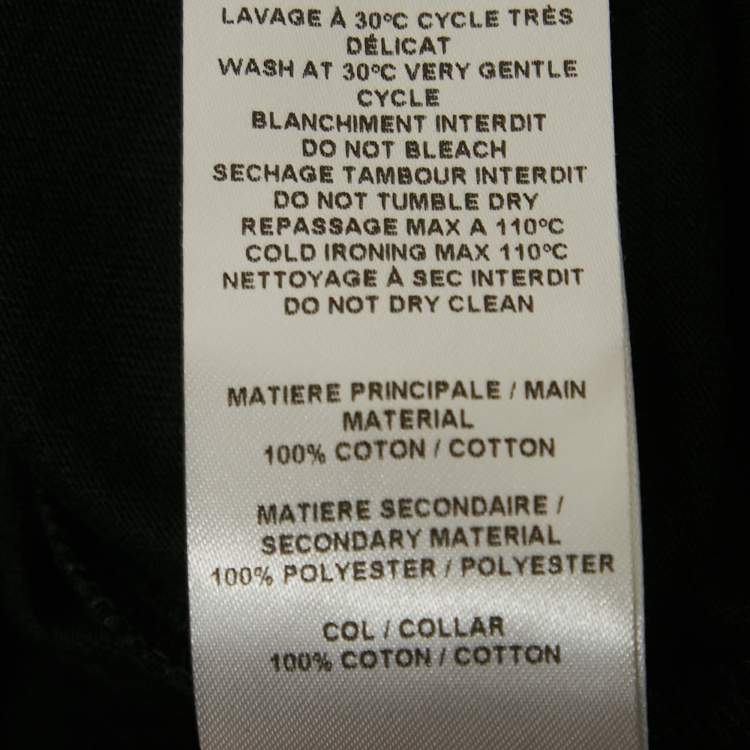 LAVAGE À 30°C CYCLE TRÈS
DÉLICAT
WASH AT 30°C VERY GENTLE
CYCLE
BLANCHIMENT INTERDIT
DO NOT BLEACH
SECHAGE TAMBOUR INTERDIT
DO NOT TUMBLE DRY
REPASSAGE MAX A 110°C
COLD IRONING MAX 110°C
NETTOYAGE À SEC INTERDIT
DO NOT DRY CLEAN
MATIERE PRINCIPALE / MAIN
MATERIAL
100% COTON / COTTON
MATIERE SECONDAIRE /
SECONDARY MATERIAL
100% POLYESTER / POLYESTER
COL / COLLAR
100% COTON / COTTON